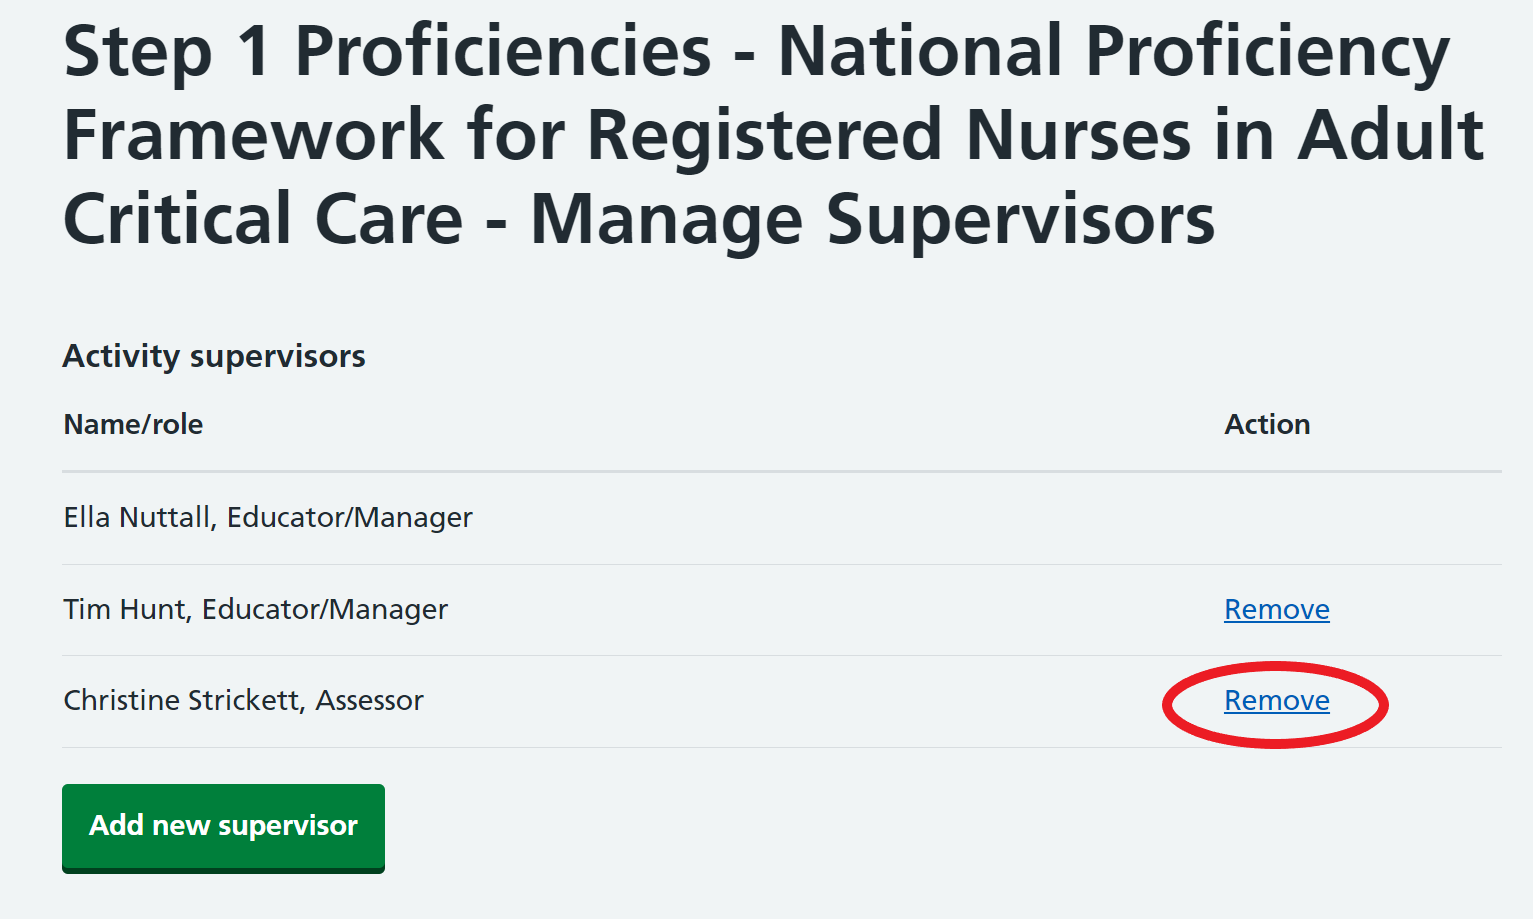 Step 1 Proficiencies - National Proficiency
Framework for Registered Nurses in Adult
Critical Care - Manage Supervisors
Activity supervisors
Name/role Action
Ella Nuttall, Educator/Manager
Tim Hunt, Educator/Manager Remove
Christine Strickett, Assessor Remove
Add new supervisor